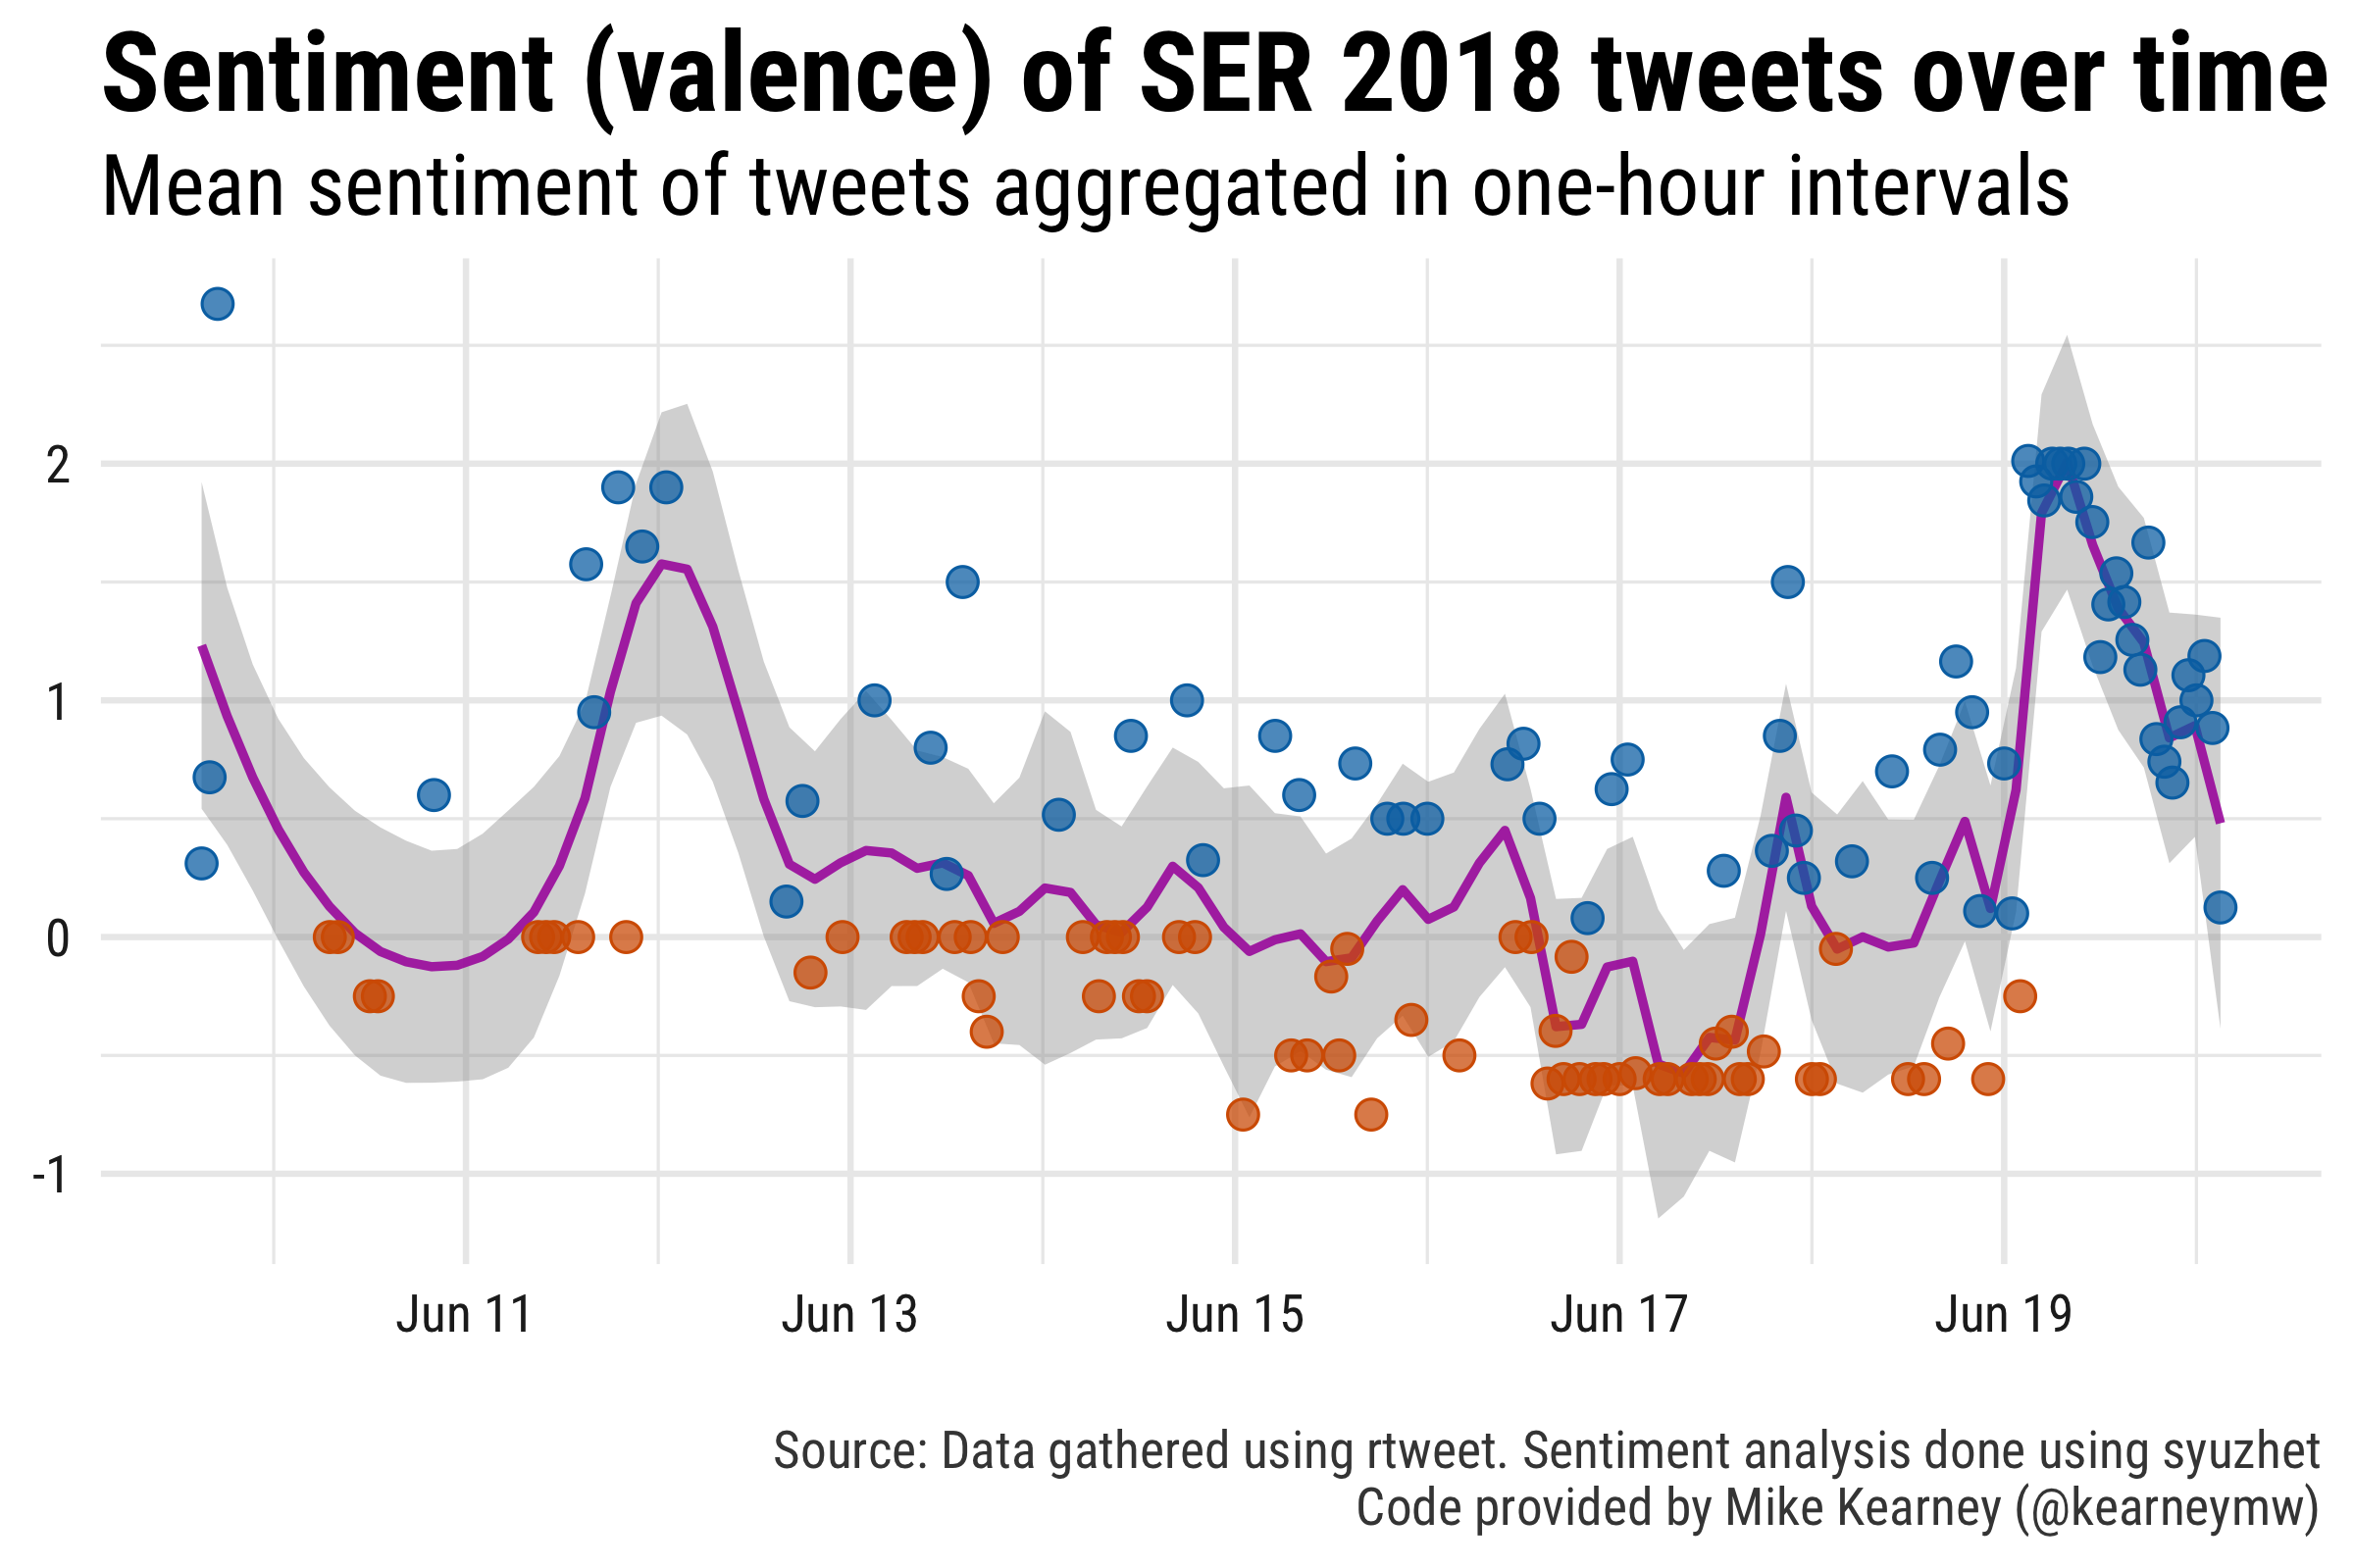 Sentiment (valence) of SER 2018 tweets over time
Mean sentiment of tweets aggregated in one-hour intervals
2
1
0
-1
Jun 11 Jun 13 Jun 15 Jun 17 Jun 19
Source: Data gathered using rtweet. Sentiment analysis done using syuzhet
Code provided by Mike Kearney (@kearneymw)